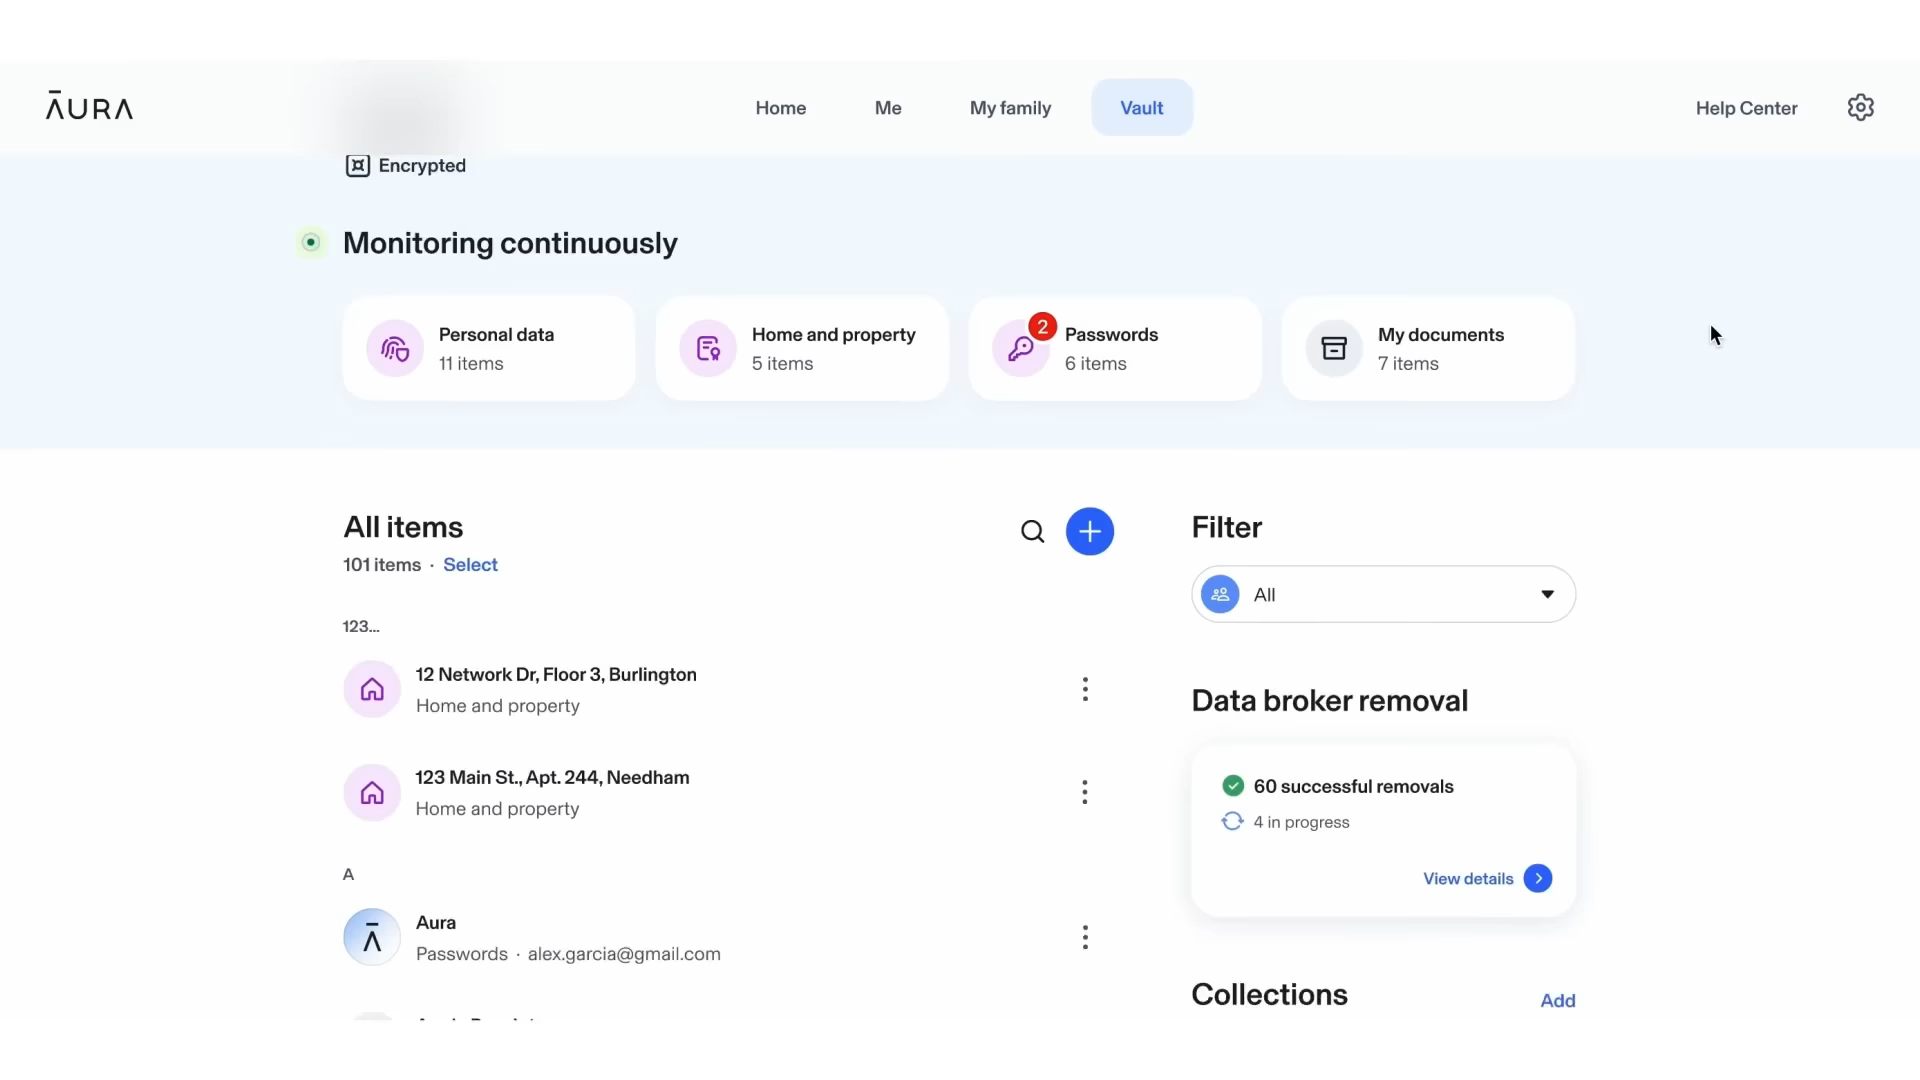 ĀURA
Home
Me
My family
Vault
Help Center
Encrypted
Monitoring continuously
Personal data
11 items
Home and property
5 items
2
Passwords
6 items
My documents
7 items
All items
101 items · Select
123...
12 Network Dr, Floor 3, Burlington
Home and property
123 Main St., Apt. 244, Needham
Home and property
A
Ā
Aura
Passwords · alex.garcia@gmail.com
Filter
All
Data broker removal
60 successful removals
4 in progress
View details
Collections
Add